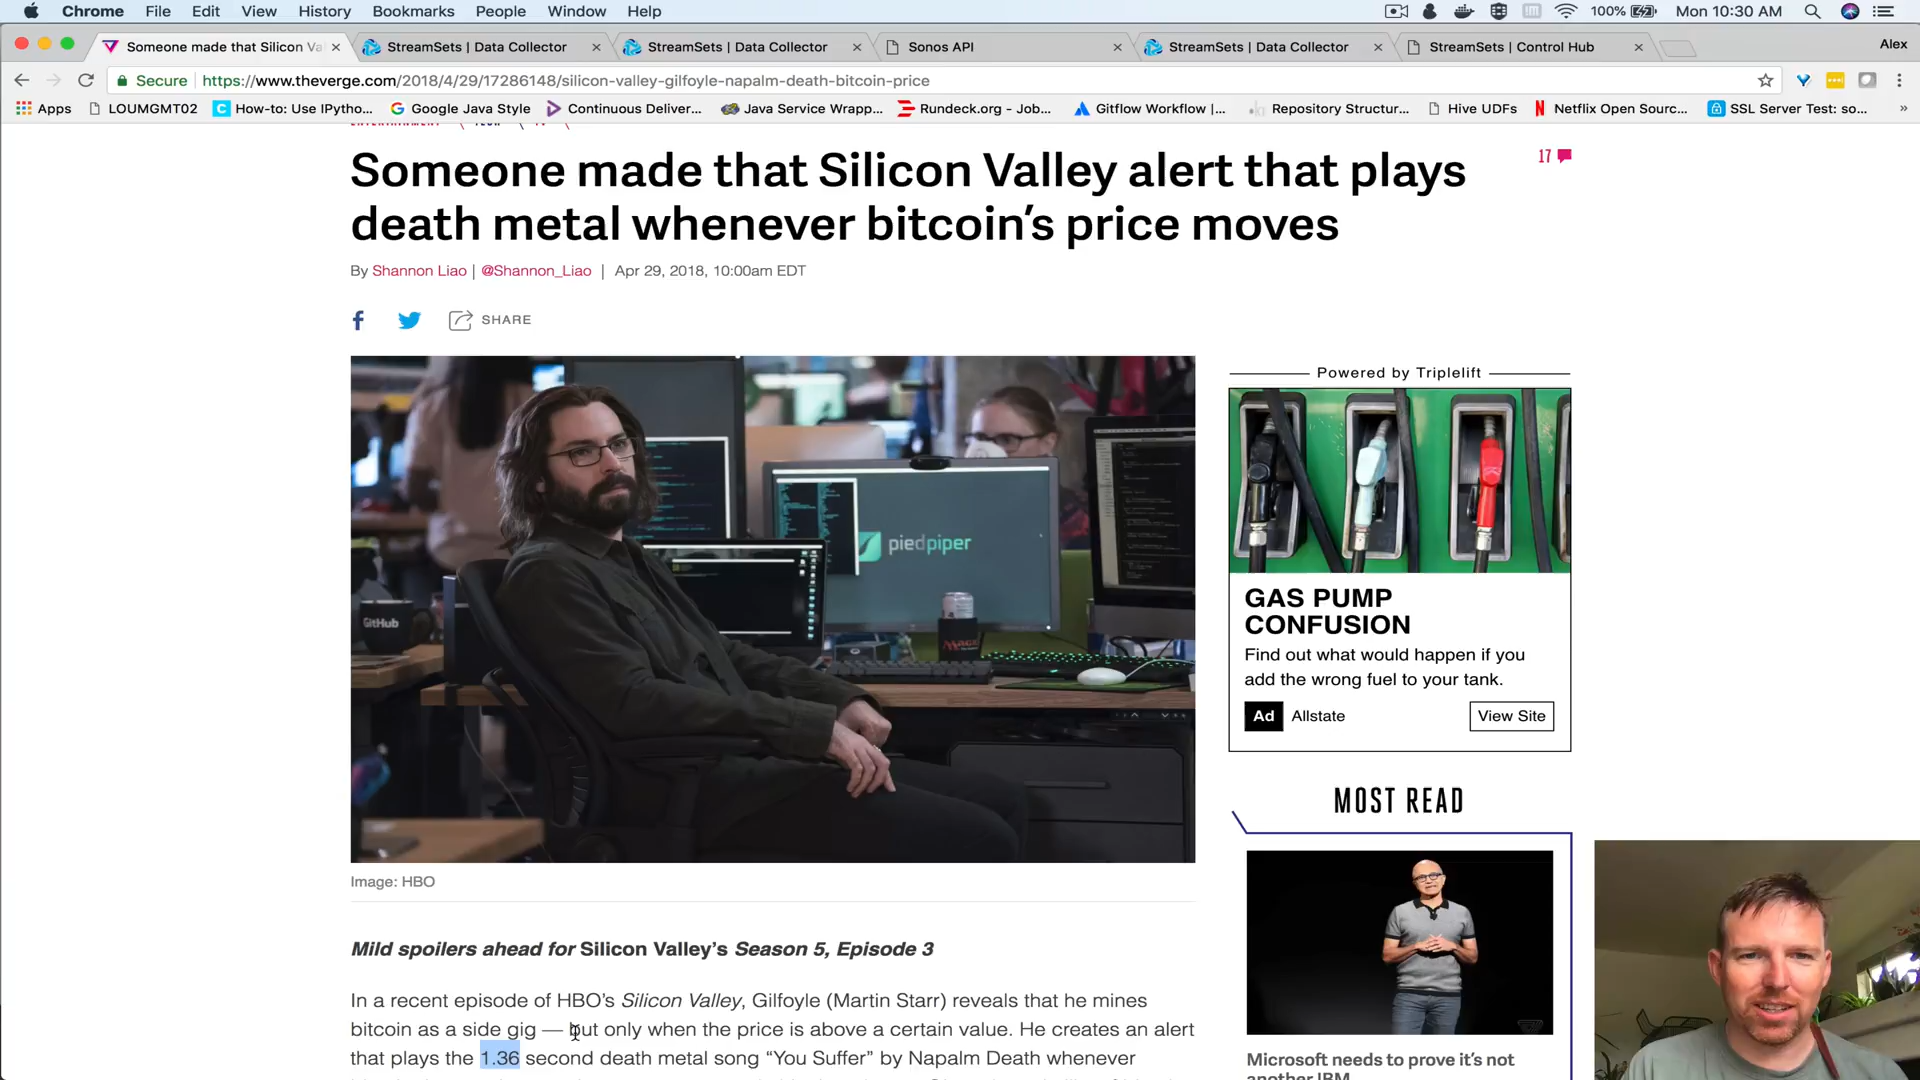 Chrome File Edit View History Bookmarks People Window Help 100% Mon 10:30 AM
Someone made that Silicon Va StreamSets | Data Collector StreamSets | Data Collector Sonos API StreamSets | Data Collector StreamSets | Control Hub Alex
Secure https://www.theverge.com/2018/4/29/17286148/silicon-valley-gilfoyle-napalm-death-bitcoin-price
Apps LOUMGMT02 How-to: Use IPytho... Google Java Style Continuous Deliver... Java Service Wrapp... Rundeck.org - Job... Gitflow Workflow |... Repository Structur... Hive UDFs Netflix Open Sourc... SSL Server Test: so... »
Someone made that Silicon Valley alert that plays
death metal whenever bitcoin's price moves
17
By Shannon Liao | @Shannon_Liao | Apr 29, 2018, 10:00am EDT
SHARE
GitHub
piedpiper
Image: HBO
Mild spoilers ahead for Silicon Valley's Season 5, Episode 3
In a recent episode of HBO's Silicon Valley, Gilfoyle (Martin Starr) reveals that he mines
bitcoin as a side gig — but only when the price is above a certain value. He creates an alert
that plays the 1.36 second death metal song “You Suffer” by Napalm Death whenever
Powered by Triplelift
GAS PUMP
CONFUSION
Find out what would happen if you
add the wrong fuel to your tank.
Ad Allstate View Site
MOST READ
Microsoft needs to prove it's not
another IBM